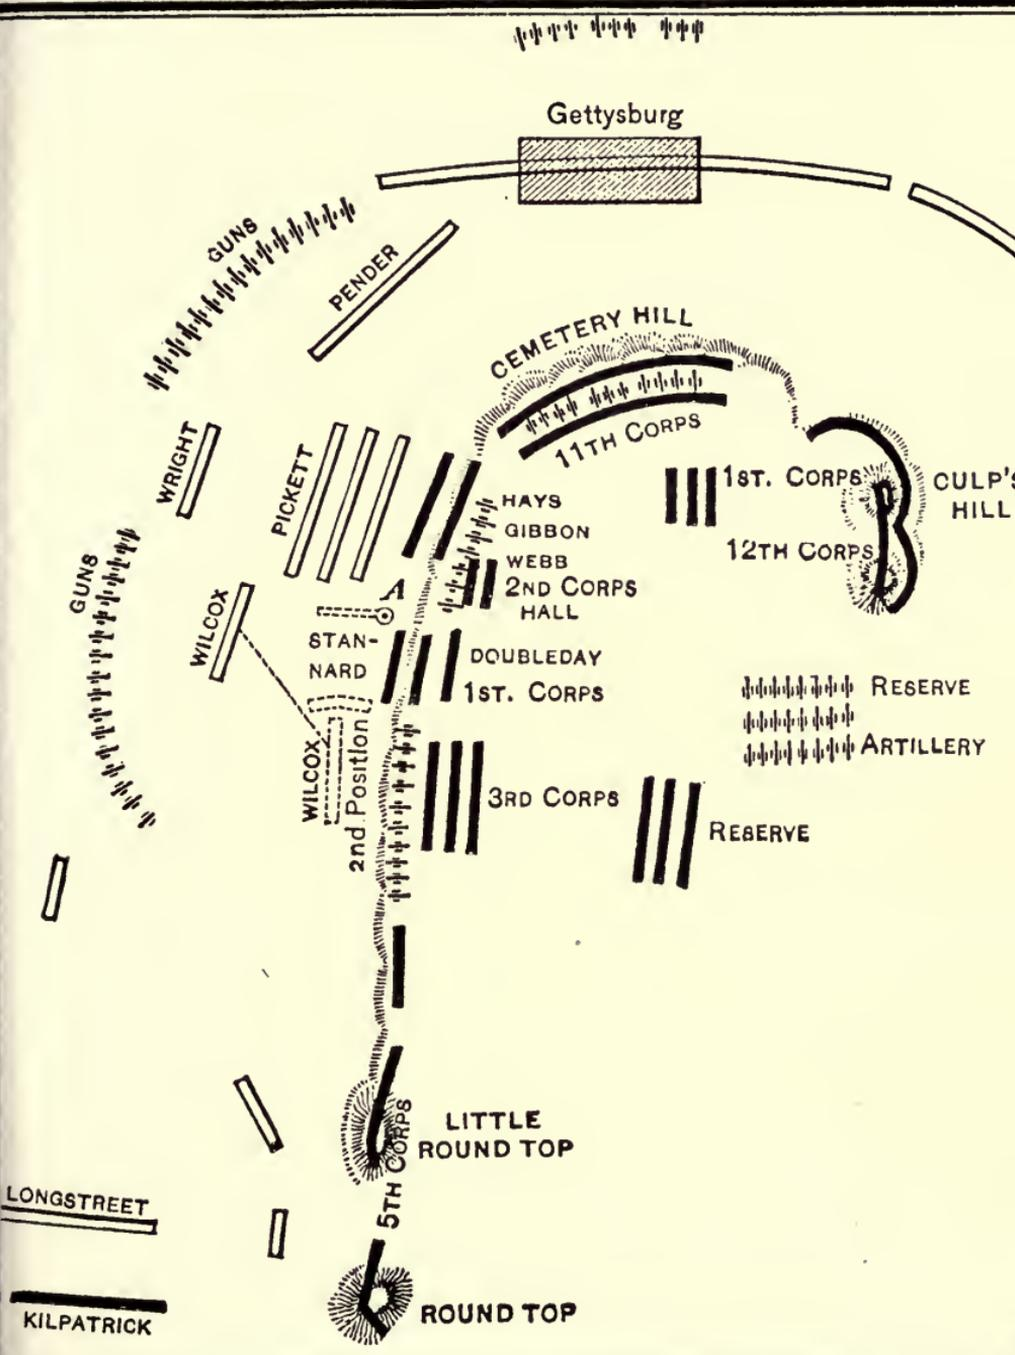 Gettysburg
GUNS
PENDER
CEMETERY HILL
11TH CORPS
WRIGHT
PICKETT
1ST. CORPS
CULP'S
HILL
HAYS
GIBBON
12TH CORPS
WEBB
2ND CORPS
HALL
GUNS
A
WILCOX
STAN-
NARD
DOUBLEDAY
1ST. CORPS
RESERVE
ARTILLERY
WILCOX
2nd. Position
3RD CORPS
RESERVE
LITTLE
ROUND TOP
5TH CORPS
LONGSTREET
KILPATRICK
ROUND TOP